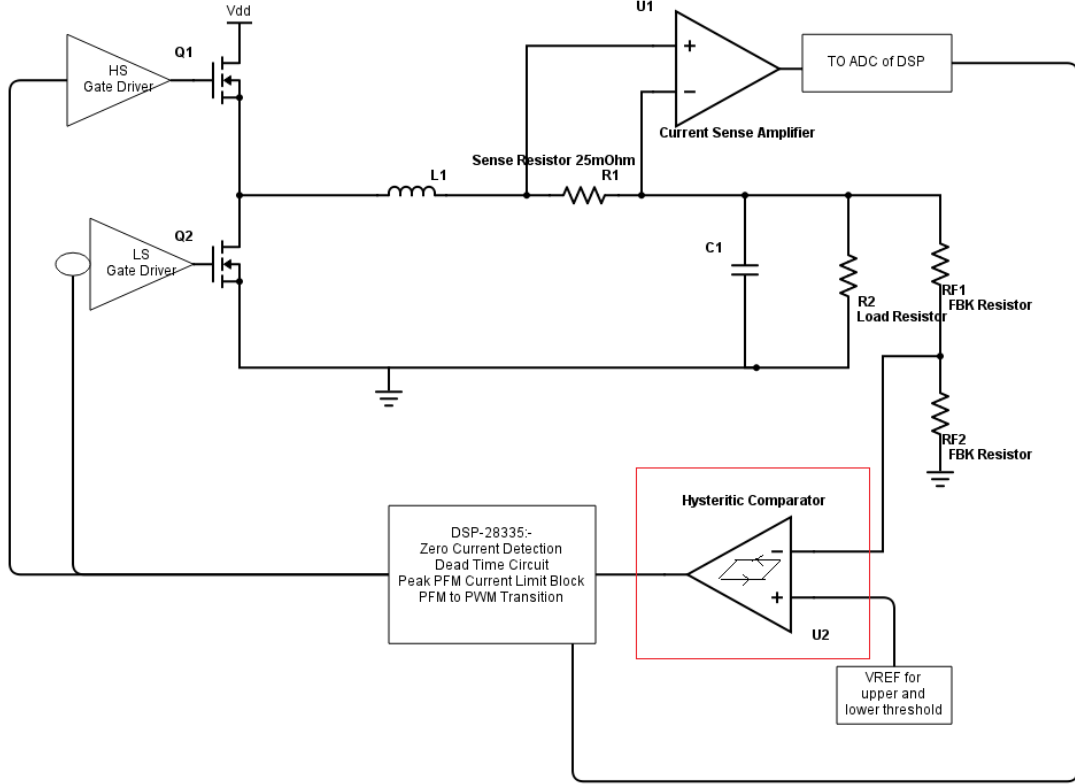 Vdd
U1
Q1
HS
Gate Driver
+
−
TO ADC of DSP
Current Sense Amplifier
Sense Resistor 25mOhm
L1
R1
Q2
LS
Gate Driver
C1
R2
Load Resistor
RF1
FBK Resistor
RF2
FBK Resistor
Hysteritic Comparator
−
+
U2
DSP-28335:-
Zero Current Detection
Dead Time Circuit
Peak PFM Current Limit Block
PFM to PWM Transition
VREF for
upper and
lower threshold